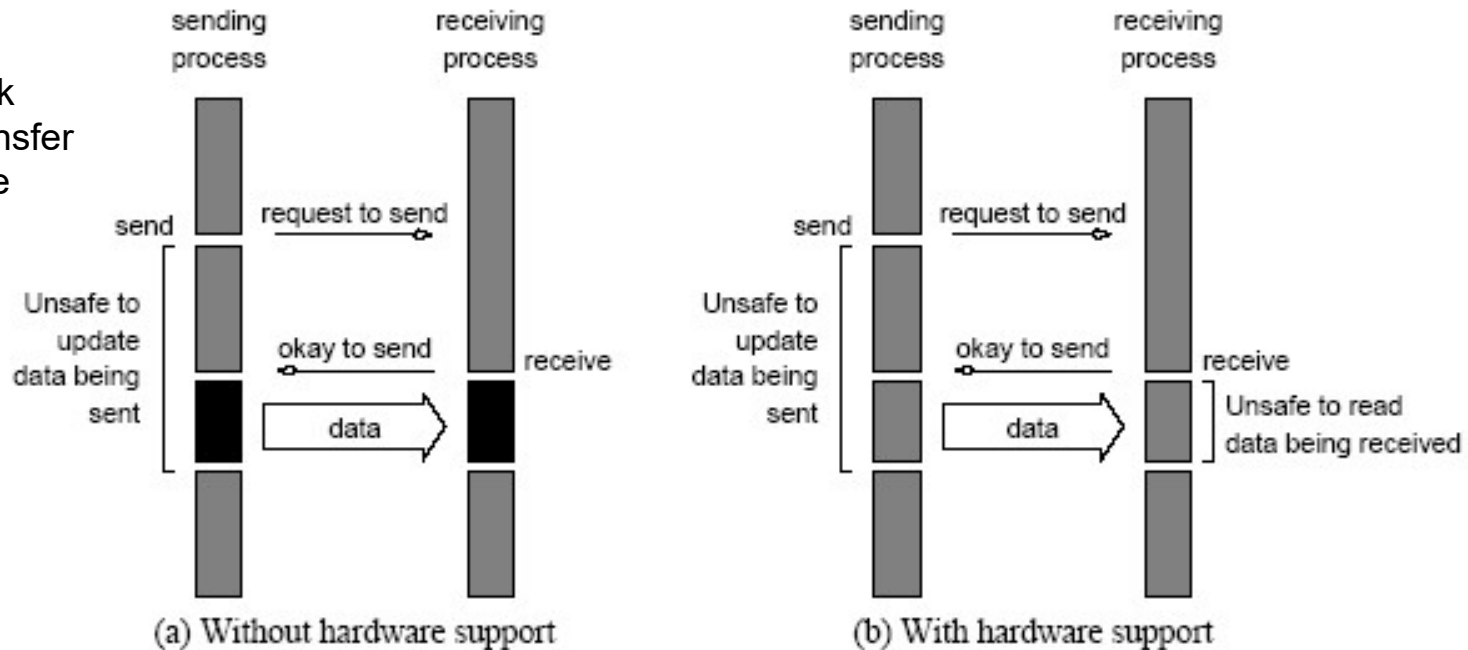 sending
process
receiving
process
k
nsfer
e
send
request to send
Unsafe to
update
data being
sent
okay to send
receive
data
(a) Without hardware support
sending
process
receiving
process
send
request to send
Unsafe to
update
data being
sent
okay to send
receive
data
Unsafe to read
data being received
(b) With hardware support